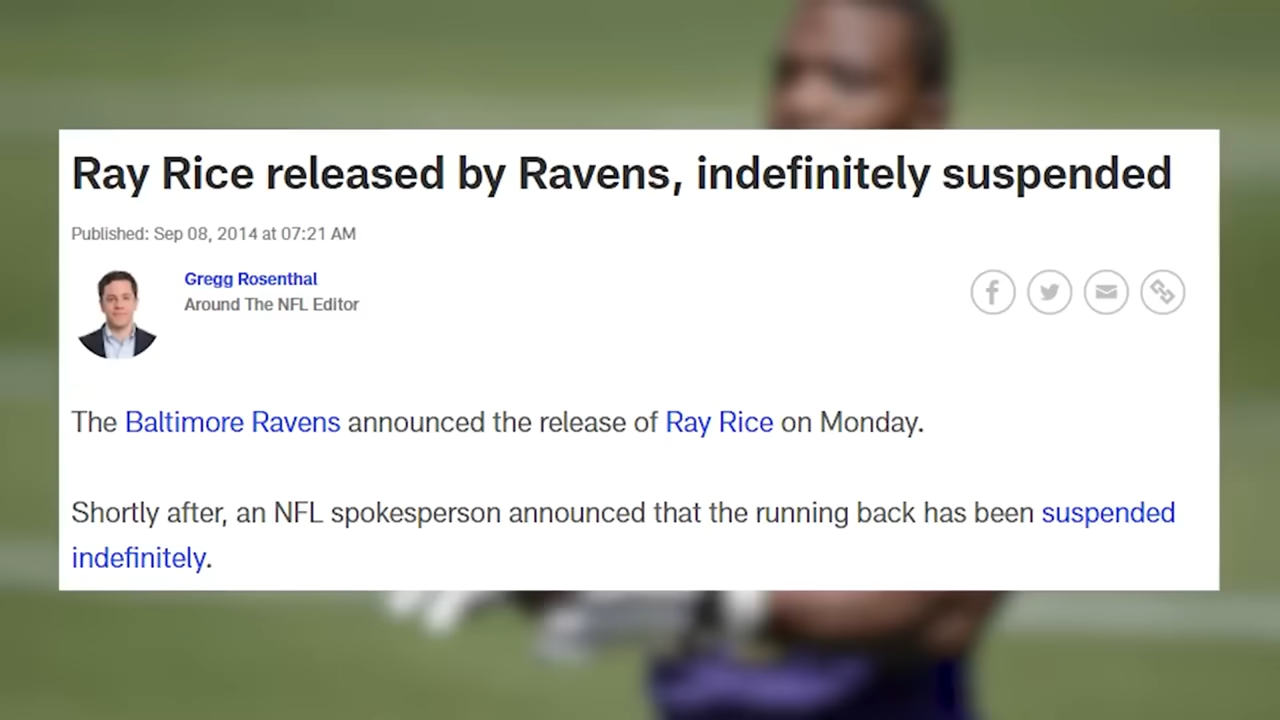 Ray Rice released by Ravens, indefinitely suspended
Published: Sep 08, 2014 at 07:21 AM
Gregg Rosenthal
Around The NFL Editor
The Baltimore Ravens announced the release of Ray Rice on Monday.
Shortly after, an NFL spokesperson announced that the running back has been suspended
indefinitely.